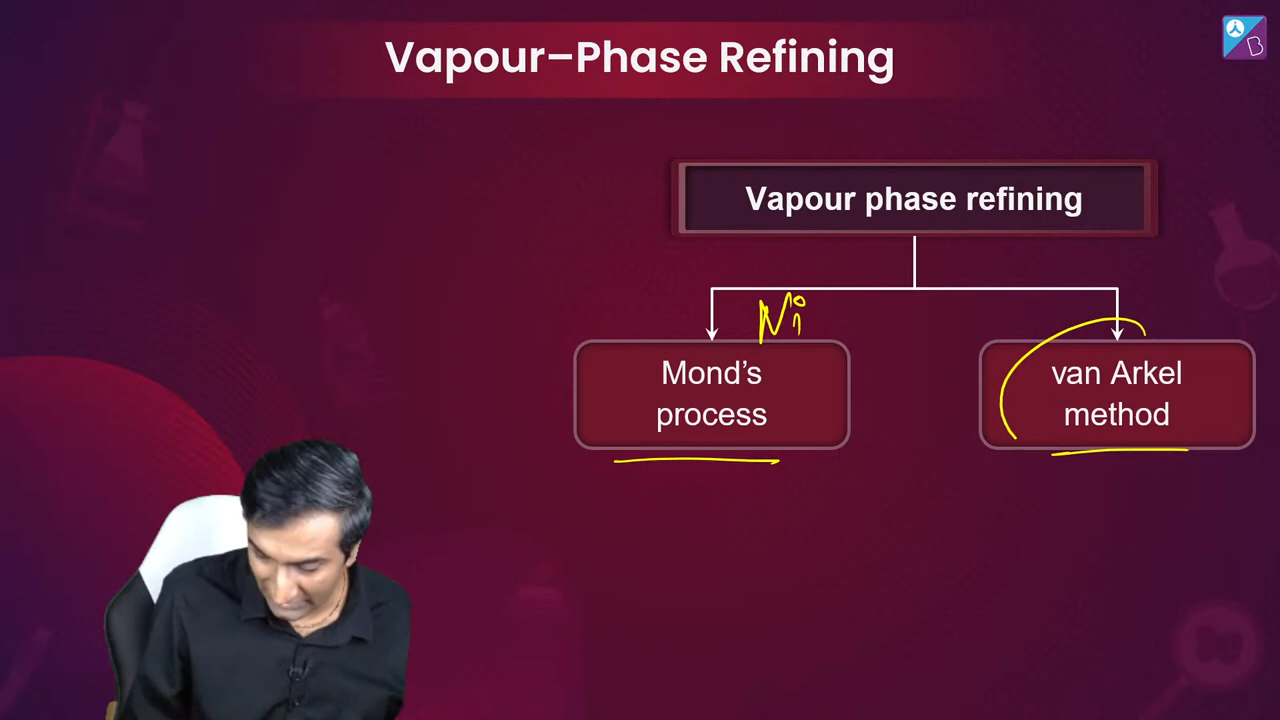 Vapour–Phase Refining
Vapour phase refining
Ni
Mond's
process
van Arkel
method
B